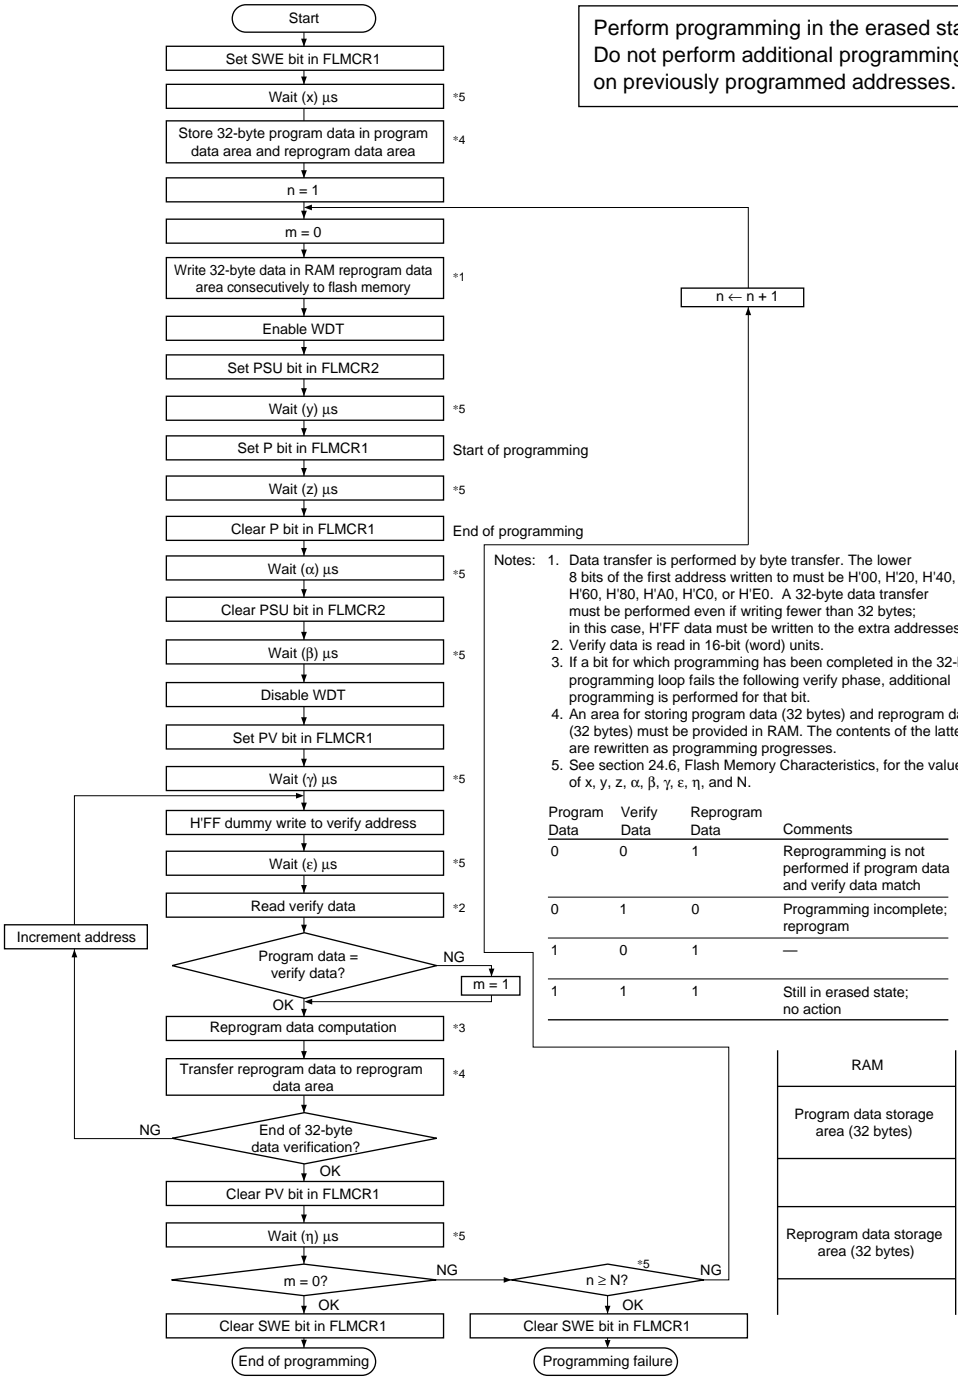 Start
Perform programming in the erased sta
Do not perform additional programming
on previously programmed addresses.
Set SWE bit in FLMCR1
Wait (x) μs
*5
Store 32-byte program data in program
data area and reprogram data area
*4
n = 1
m = 0
Write 32-byte data in RAM reprogram data
area consecutively to flash memory
*1
n ← n + 1
Enable WDT
Set PSU bit in FLMCR2
Wait (y) μs
*5
Set P bit in FLMCR1
Start of programming
Wait (z) μs
*5
Clear P bit in FLMCR1
End of programming
Wait (α) μs
*5
Clear PSU bit in FLMCR2
Wait (β) μs
*5
Disable WDT
Set PV bit in FLMCR1
Wait (γ) μs
*5
H'FF dummy write to verify address
Wait (ε) μs
*5
Read verify data
*2
Increment address
Program data =
verify data?
NG
m = 1
OK
Reprogram data computation
*3
Transfer reprogram data to reprogram
data area
*4
NG
End of 32-byte
data verification?
OK
Clear PV bit in FLMCR1
Wait (η) μs
*5
m = 0?
NG
*5
n ≥ N?
NG
OK
OK
Clear SWE bit in FLMCR1
Clear SWE bit in FLMCR1
End of programming
Programming failure
Notes: 1. Data transfer is performed by byte transfer. The lower
8 bits of the first address written to must be H'00, H'20, H'40,
H'60, H'80, H'A0, H'C0, or H'E0. A 32-byte data transfer
must be performed even if writing fewer than 32 bytes;
in this case, H'FF data must be written to the extra addresses
2. Verify data is read in 16-bit (word) units.
3. If a bit for which programming has been completed in the 32-
programming loop fails the following verify phase, additional
programming is performed for that bit.
4. An area for storing program data (32 bytes) and reprogram da
(32 bytes) must be provided in RAM. The contents of the latte
are rewritten as programming progresses.
5. See section 24.6, Flash Memory Characteristics, for the value
of x, y, z, α, β, γ, ε, η, and N.
Program Data Verify Data Reprogram Data Comments
0 0 1 Reprogramming is not
performed if program data
and verify data match
0 1 0 Programming incomplete;
reprogram
1 0 1 —
1 1 1 Still in erased state;
no action
RAM
Program data storage
area (32 bytes)
Reprogram data storage
area (32 bytes)